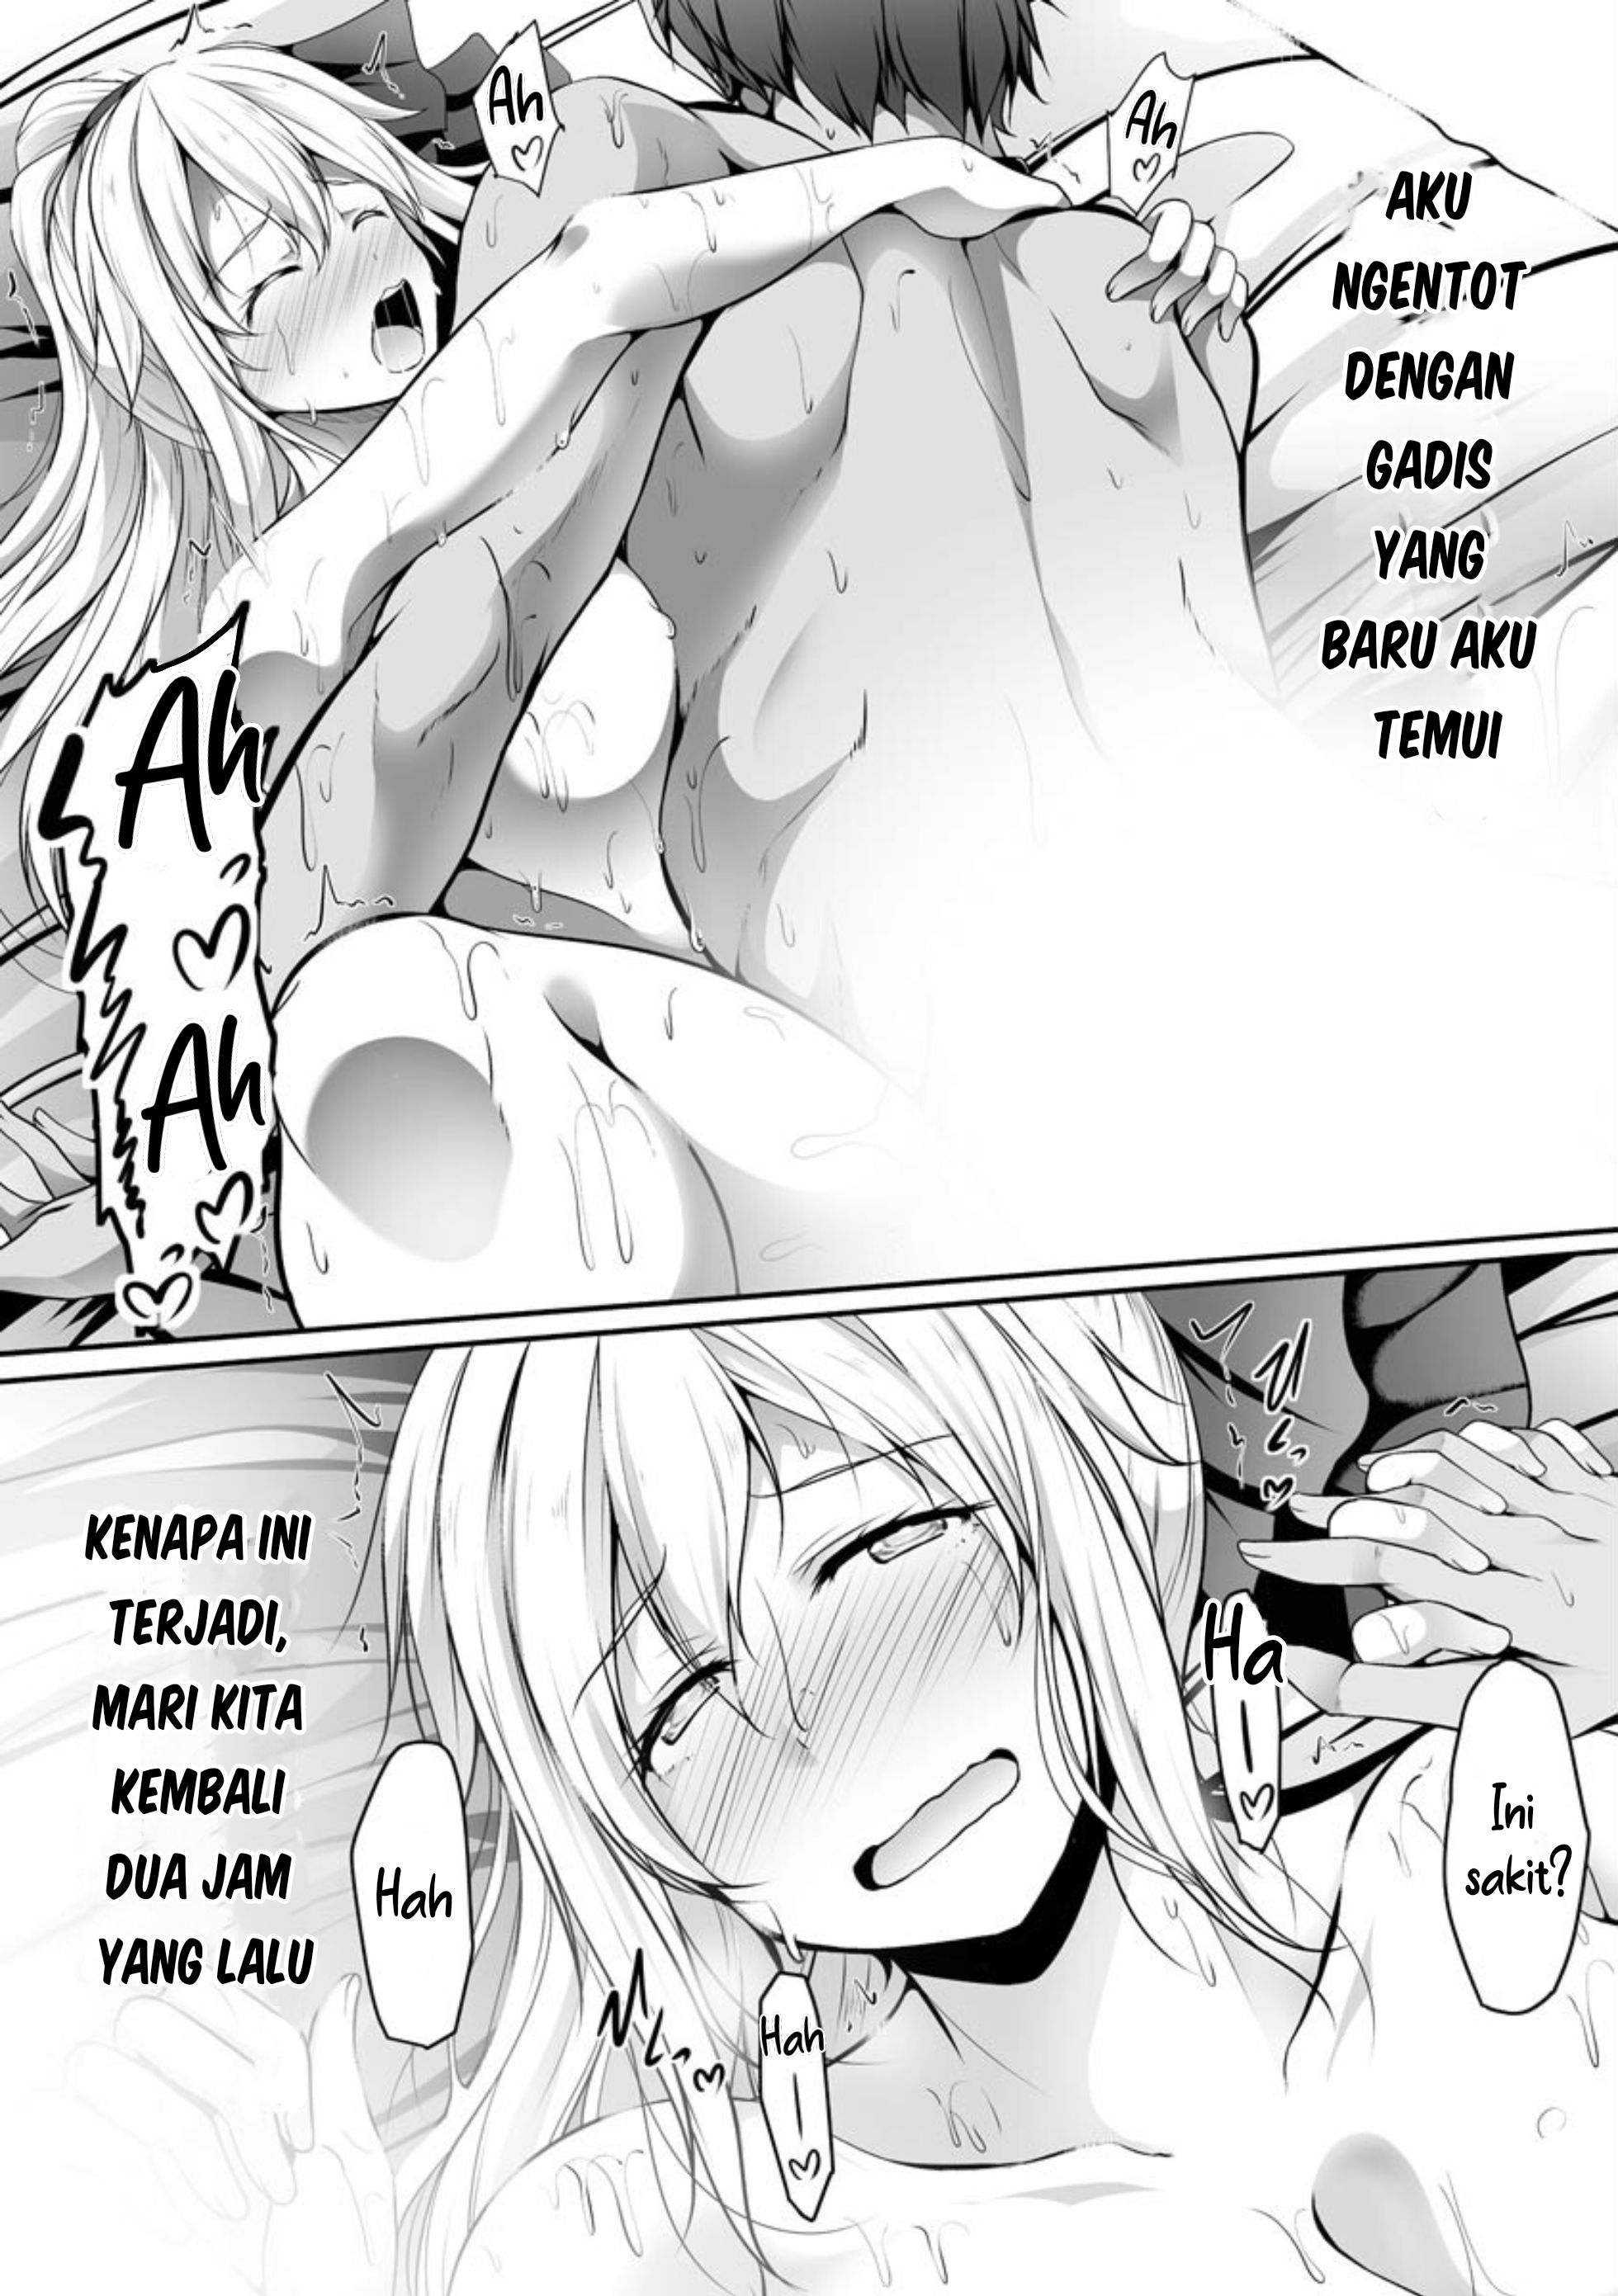 Ah
Ah
AKU
NGENTOT
DENGAN
GADIS
YANG
BARU AKU
TEMUI
Ah
Ah
Ha
Ini
sakit?
KENAPA INI
TERJADI,
MARI KITA
KEMBALI
DUA JAM
YANG LALU
Hah
Hah